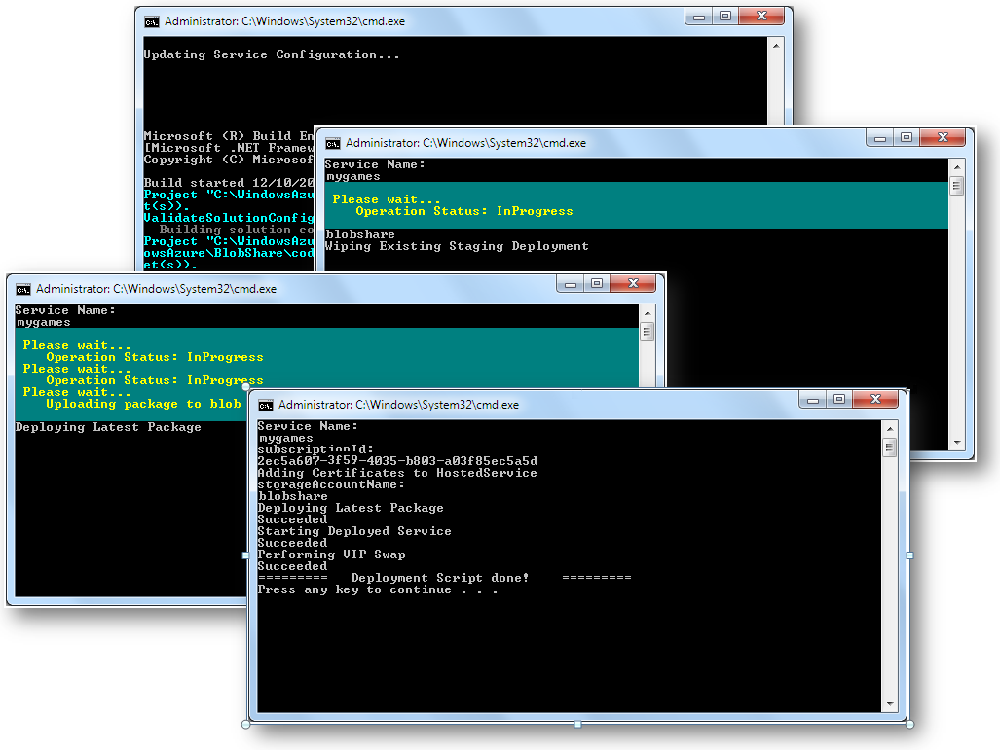 Administrator: C:\Windows\System32\cmd.exe
Updating Service Configuration...
Microsoft (R) Build En
[Microsoft .NET Framew
Copyright (C) Microsof
Build started 12/10/20
Project "C:\WindowsAzu
t(s)).
ValidateSolutionConfig
Building solution co
Project "C:\WindowsAzu
owsAzure\BlobShare\cod
et(s)).
Administrator: C:\Windows\System32\cmd.exe
Service Name:
mygames
Please wait...
Operation Status: InProgress
blobshare
Wiping Existing Staging Deployment
Administrator: C:\Windows\System32\cmd.exe
Service Name:
mygames
Please wait...
Operation Status: InProgress
Please wait...
Operation Status: InProgress
Please wait...
Uploading package to blob
Deploying Latest Package
Administrator: C:\Windows\System32\cmd.exe
Service Name:
mygames
subscriptionId:
2ec5a607-3f59-4035-b803-a03f85ec5a5d
Adding Certificates to HostedService
storageAccountName:
blobshare
Deploying Latest Package
Succeeded
Starting Deployed Service
Succeeded
Performing VIP Swap
Succeeded
========= Deployment Script done! =========
Press any key to continue . . .